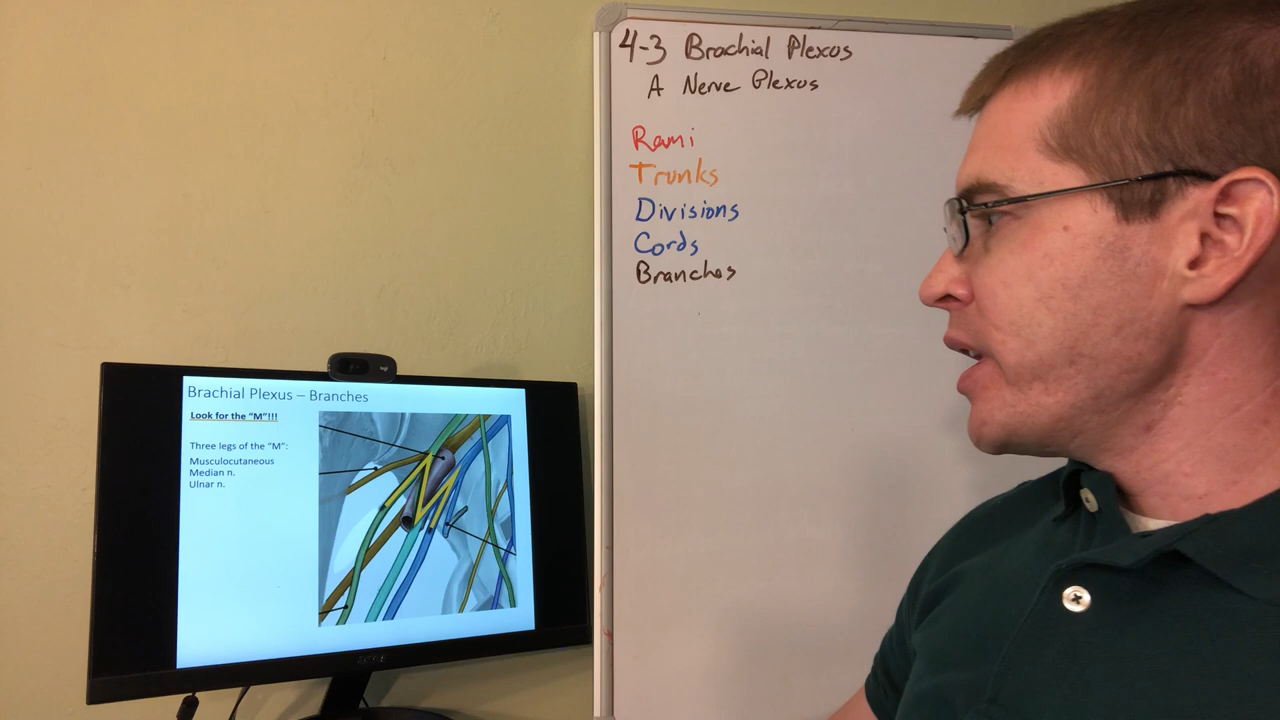 4-3 Brachial Plexus
A Nerve Plexus
Rami
Trunks
Divisions
Cords
Branches
Brachial Plexus – Branches
Look for the "M"!!!
Three legs of the "M":
Musculocutaneous
Median n.
Ulnar n.